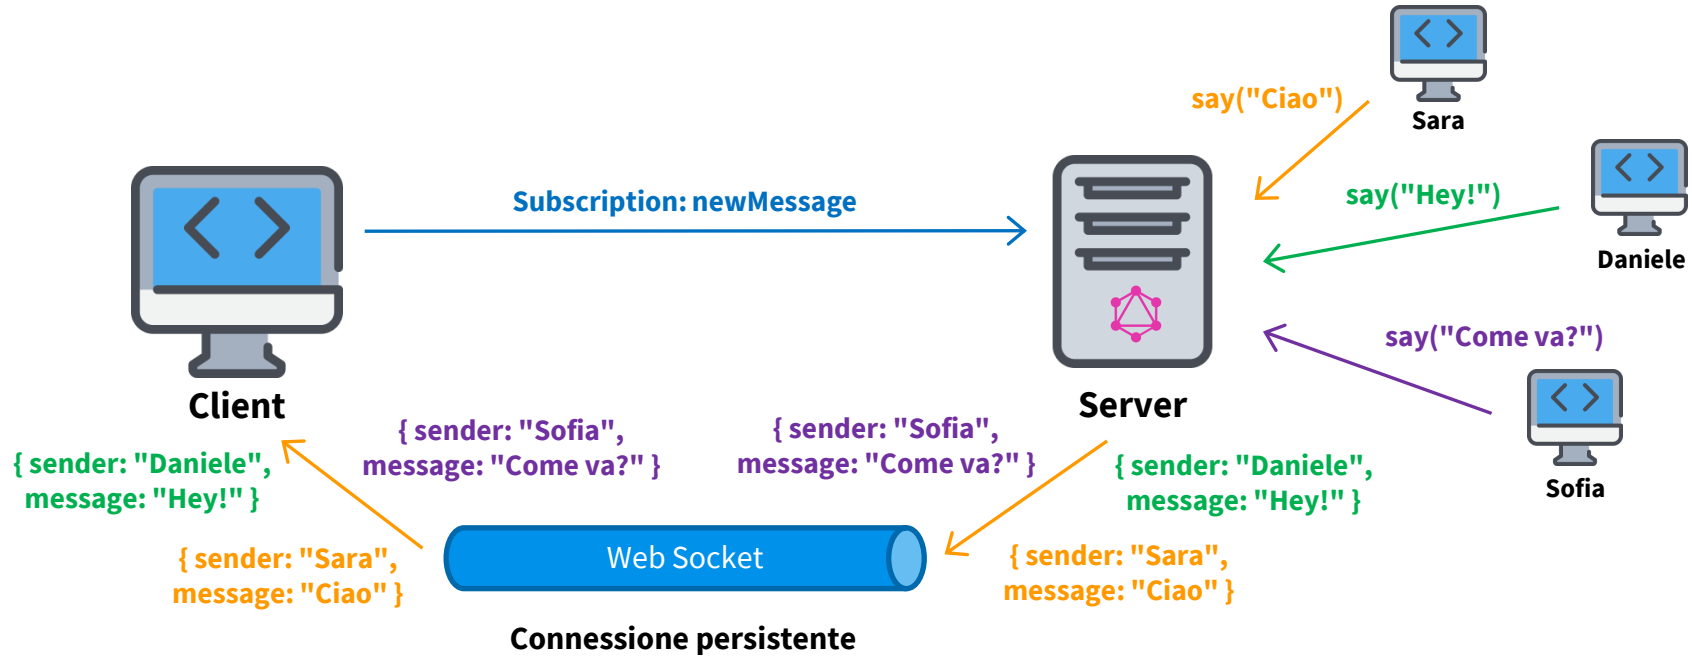 say("Ciao")
Sara
Subscription: newMessage
say("Hey!")
Daniele
say("Come va?")
Sofia
Client
Server
{ sender: "Sofia",
message: "Come va?" }
{ sender: "Sofia",
message: "Come va?" }
{ sender: "Daniele",
message: "Hey!" }
{ sender: "Daniele",
message: "Hey!" }
{ sender: "Sara",
message: "Ciao" }
Web Socket
{ sender: "Sara",
message: "Ciao" }
Connessione persistente